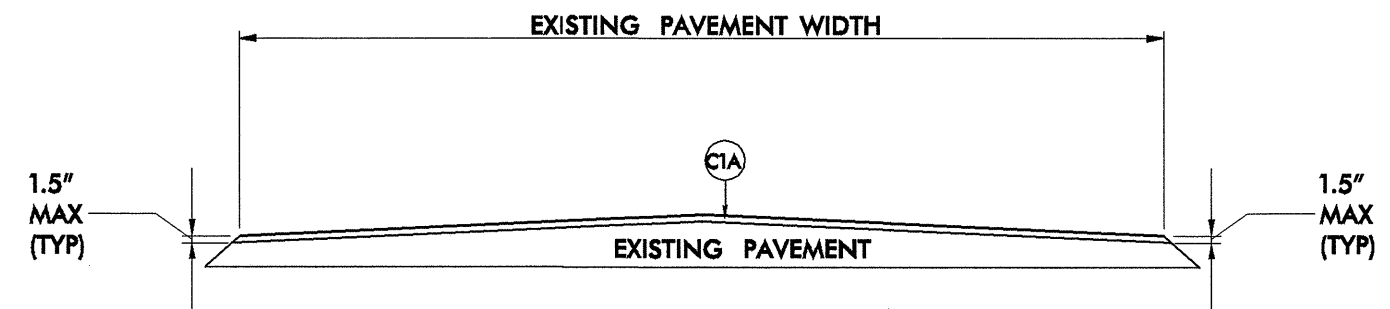 EXISTING PAVEMENT WIDTH
C1A
1.5"
MAX
(TYP)
1.5"
MAX
(TYP)
EXISTING PAVEMENT